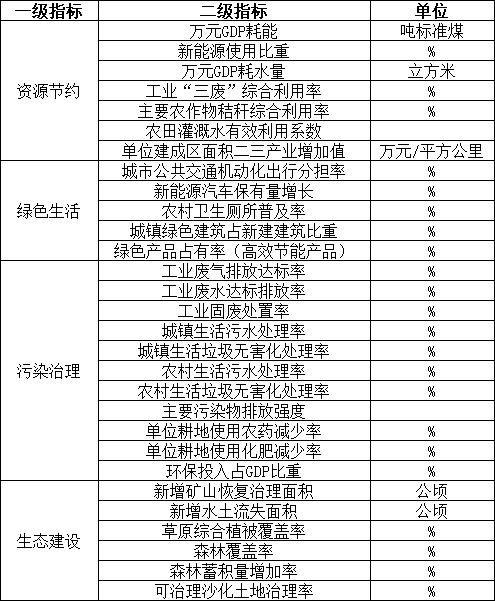 一级指标 二级指标 单位
资源节约 万元GDP耗能 吨标准煤
新能源使用比重 %
万元GDP耗水量 立方米
工业“三废”综合利用率 %
主要农作物秸秆综合利用率 %
农田灌溉水有效利用系数
单位建成区面积二三产业增加值 万元/平方公里
绿色生活 城市公共交通机动化出行分担率 %
新能源汽车保有量增长 %
农村卫生厕所普及率 %
城镇绿色建筑占新建建筑比重 %
绿色产品占有率（高效节能产品） %
污染治理 工业废气排放达标率 %
工业废水达标排放率 %
工业固废处置率 %
城镇生活污水处理率 %
城镇生活垃圾无害化处理率 %
农村生活污水处理率 %
农村生活垃圾无害化处理率 %
主要污染物排放强度
单位耕地使用农药减少率 %
单位耕地使用化肥减少率 %
环保投入占GDP比重 %
生态建设 新增矿山恢复治理面积 公顷
新增水土流失面积 公顷
草原综合植被覆盖率 %
森林覆盖率 %
森林蓄积量增加率 %
可治理沙化土地治理率 %